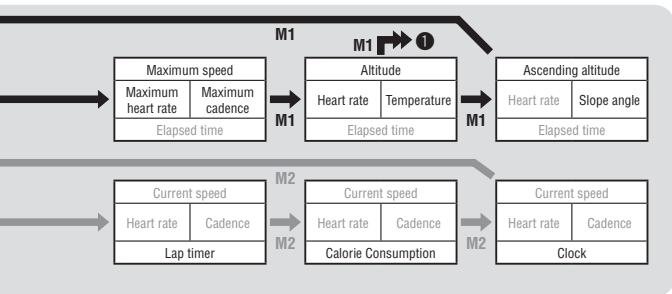 M1
M1 ❶
Maximum speed
Maximum heart rate
Maximum cadence
Elapsed time
M1
Altitude
Heart rate Temperature
Elapsed time
M1
Ascending altitude
Heart rate Slope angle
Elapsed time
M2
Current speed
Heart rate Cadence
Lap timer
M2
Current speed
Heart rate Cadence
Calorie Consumption
M2
Current speed
Heart rate Cadence
Clock